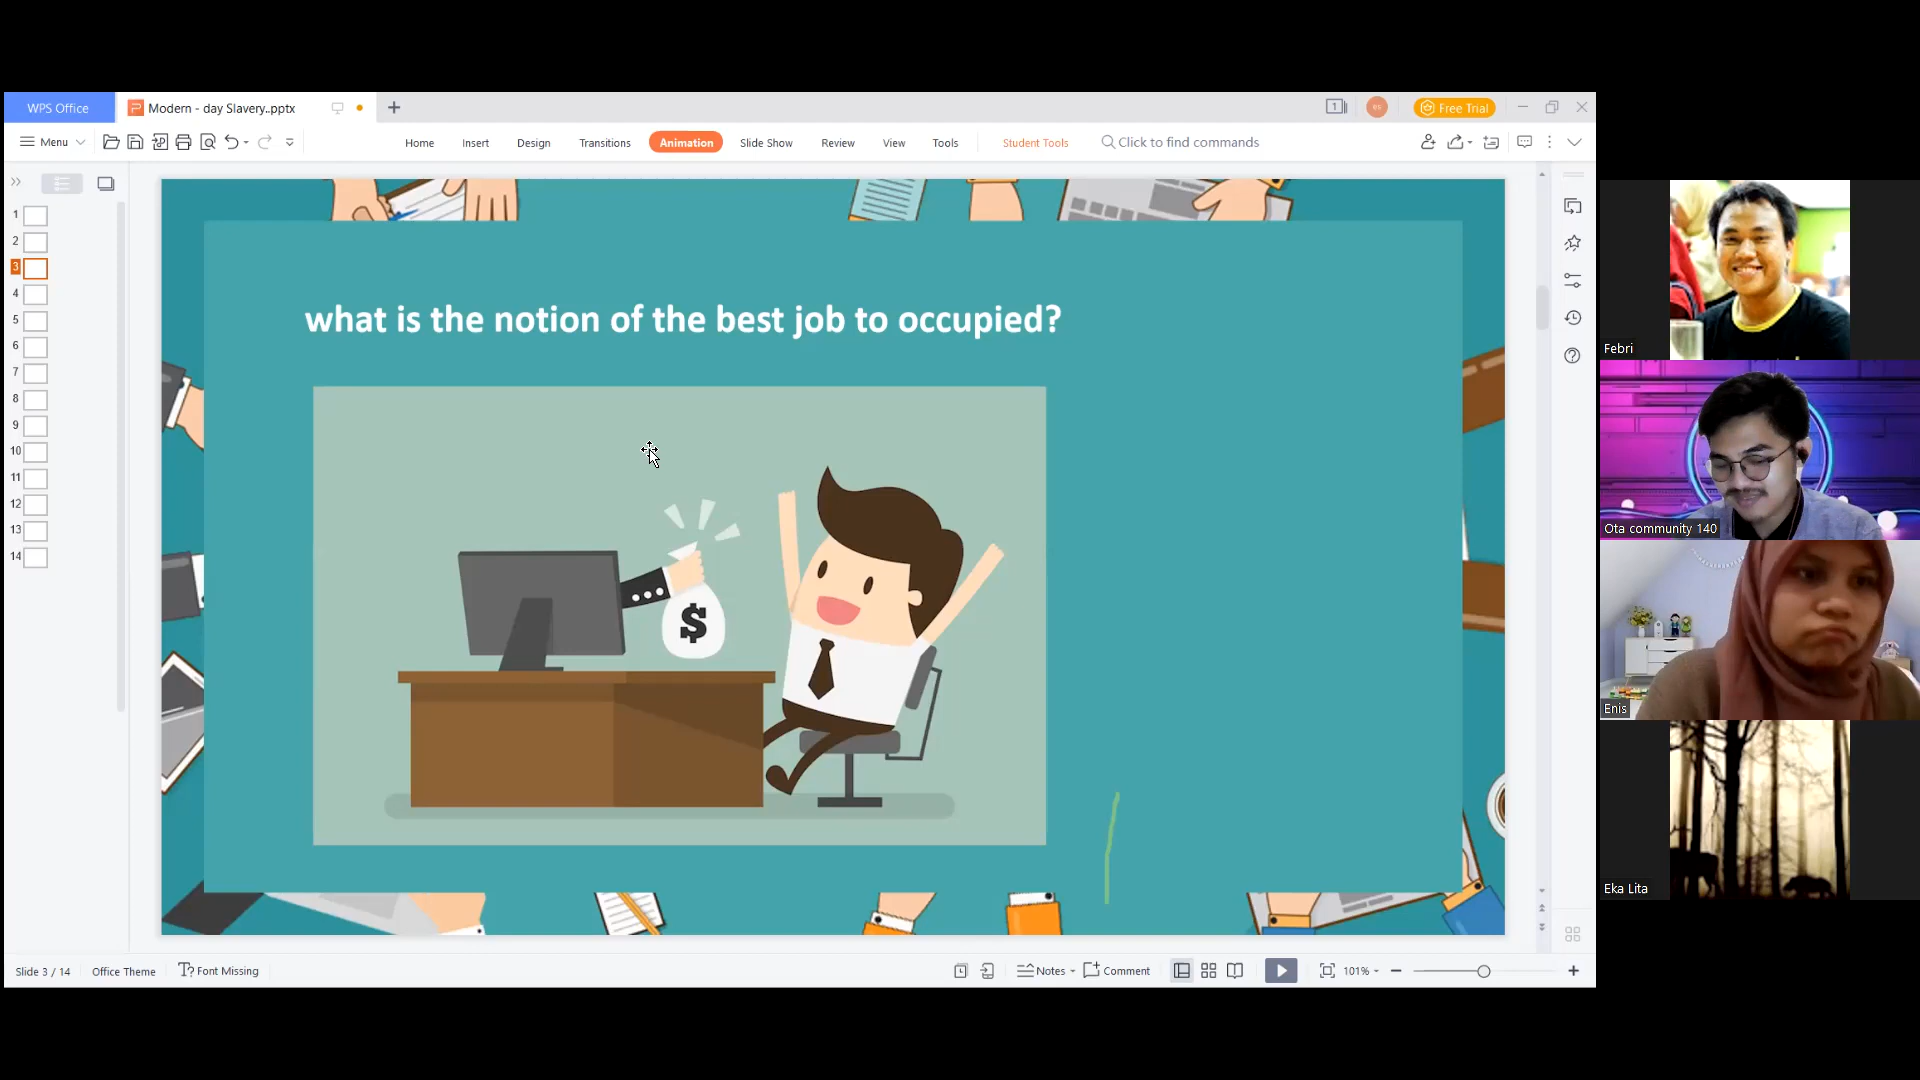 WPS Office
Modern - day Slavery..pptx
Free Trial
Menu
Home
Insert
Design
Transitions
Animation
Slide Show
Review
View
Tools
Student Tools
Click to find commands
1
2
3
4
5
6
7
8
9
10
11
12
13
14
what is the notion of the best job to occupied?
$
Febri
Ota community 140
Enis
Eka Lita
Slide 3 / 14
Office Theme
Font Missing
Notes
Comment
101%